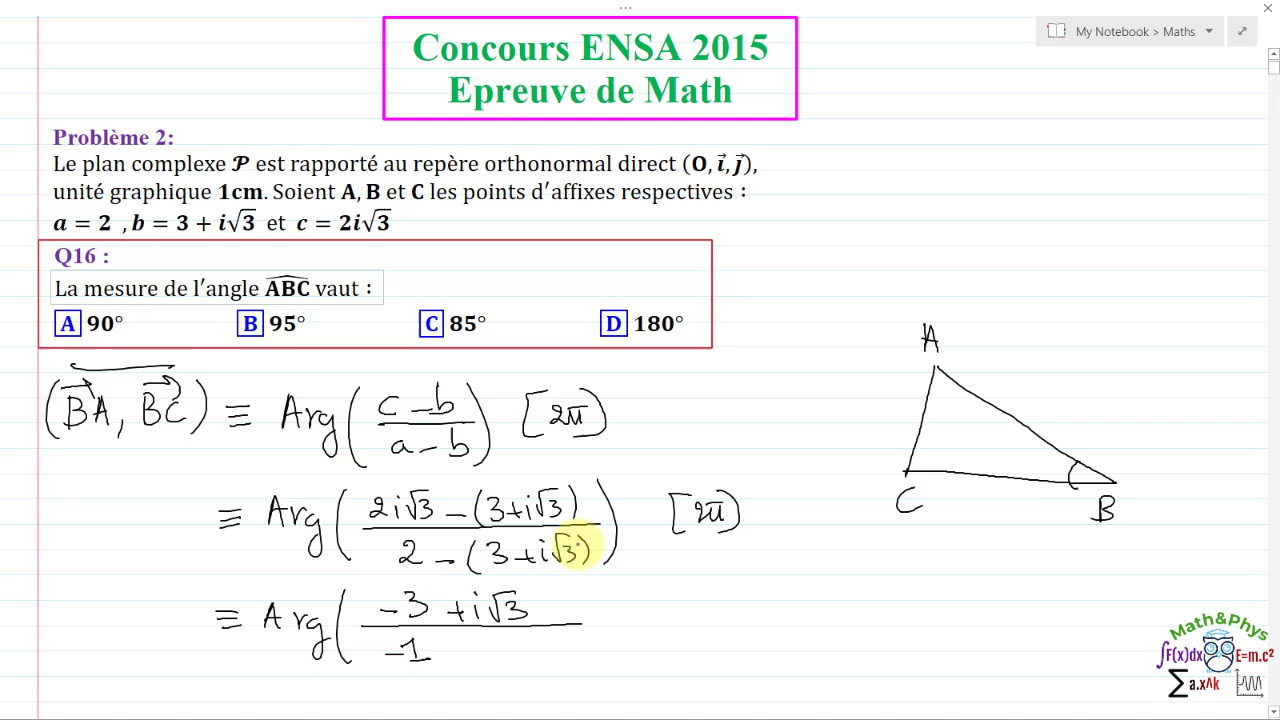 My Notebook > Maths
Concours ENSA 2015
Epreuve de Math
Problème 2:
Le plan complexe 𝓟 est rapporté au repère orthonormal direct (O, i⃗, j⃗),
unité graphique 1cm. Soient A, B et C les points d'affixes respectives :
a = 2 , b = 3 + i√3 et c = 2i√3
Q16 :
La mesure de l'angle ABC vaut :
A 90° B 95° C 85° D 180°
(BA, BC) ≡ Arg((c - b)/(a - b)) [2π)
≡ Arg((2i√3 - (3+i√3))/(2 - (3+i√3))) [2π)
≡ Arg( (-3 + i√3)/(-1
A
C
B
Math&Phys
∫F(x)dx E=m.c²
∑ a.x∧k